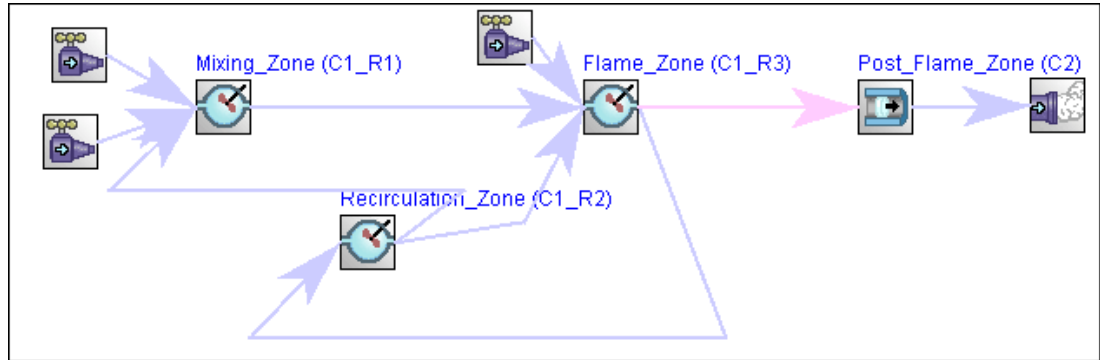 Mixing_Zone (C1_R1)
Flame_Zone (C1_R3)
Post_Flame_Zone (C2)
Recirculation_Zone (C1_R2)